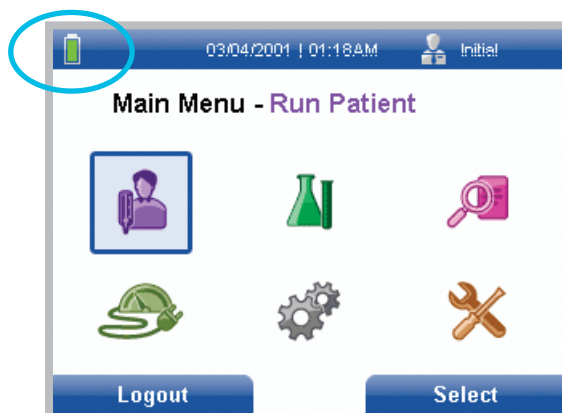 03/04/2001 | 01:18AM Initial
Main Menu - Run Patient
Logout Select